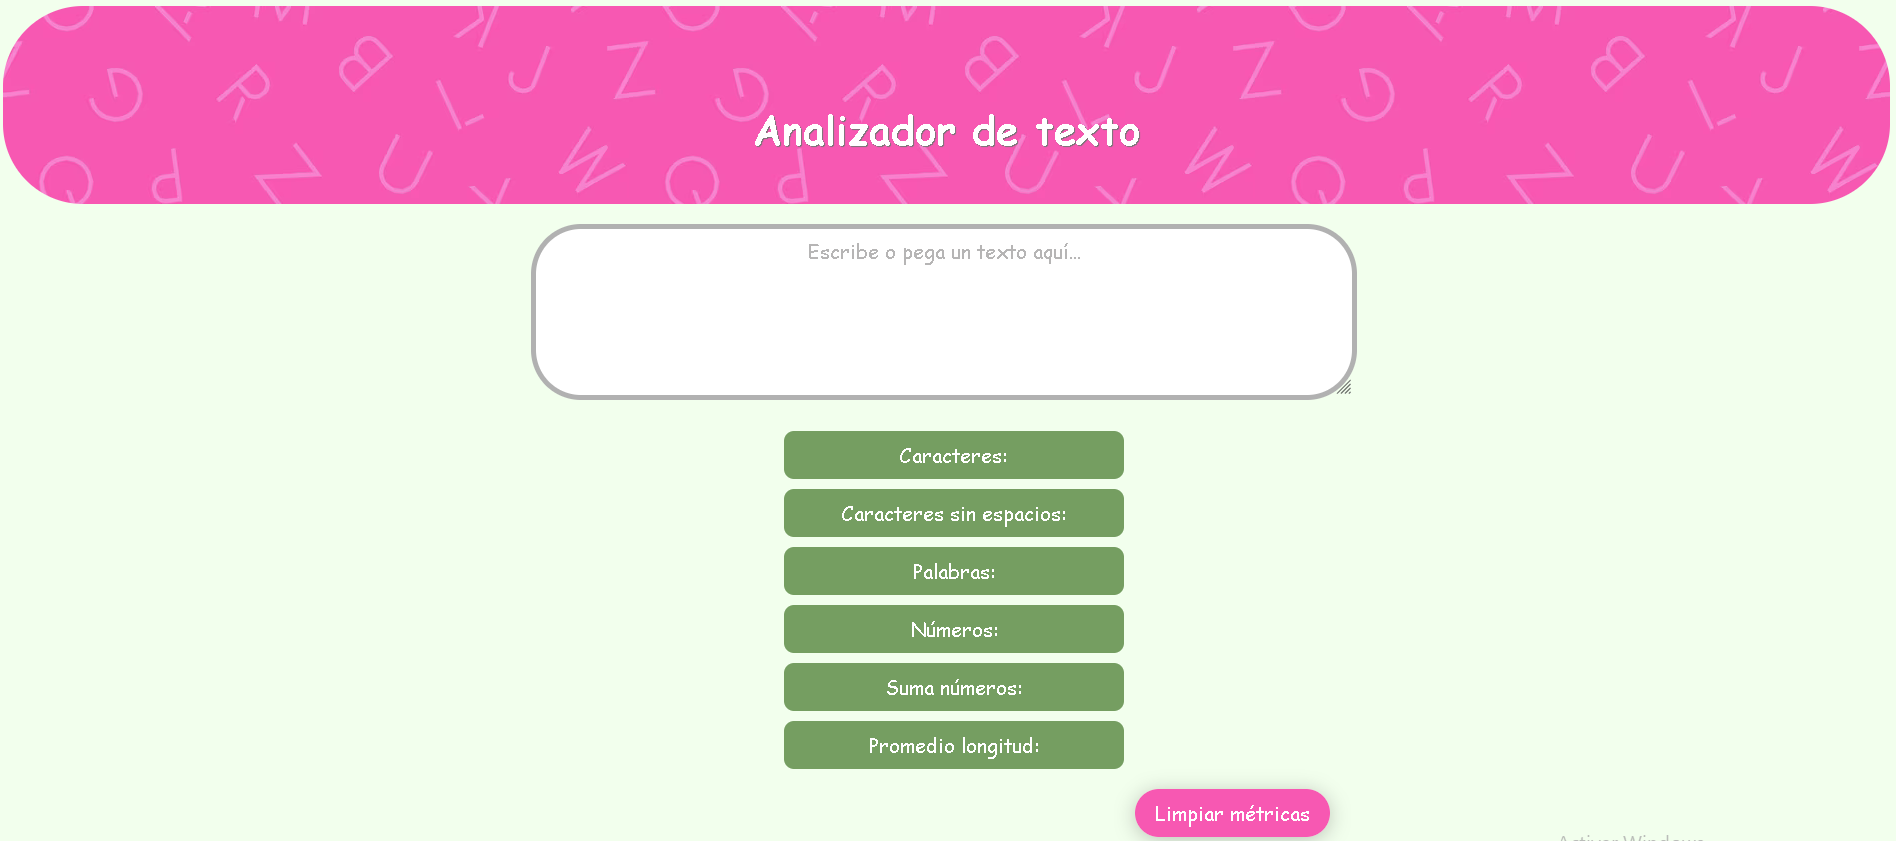 Analizador de texto
Escribe o pega un texto aquí...
Caracteres:
Caracteres sin espacios:
Palabras:
Números:
Suma números:
Promedio longitud:
Limpiar métricas